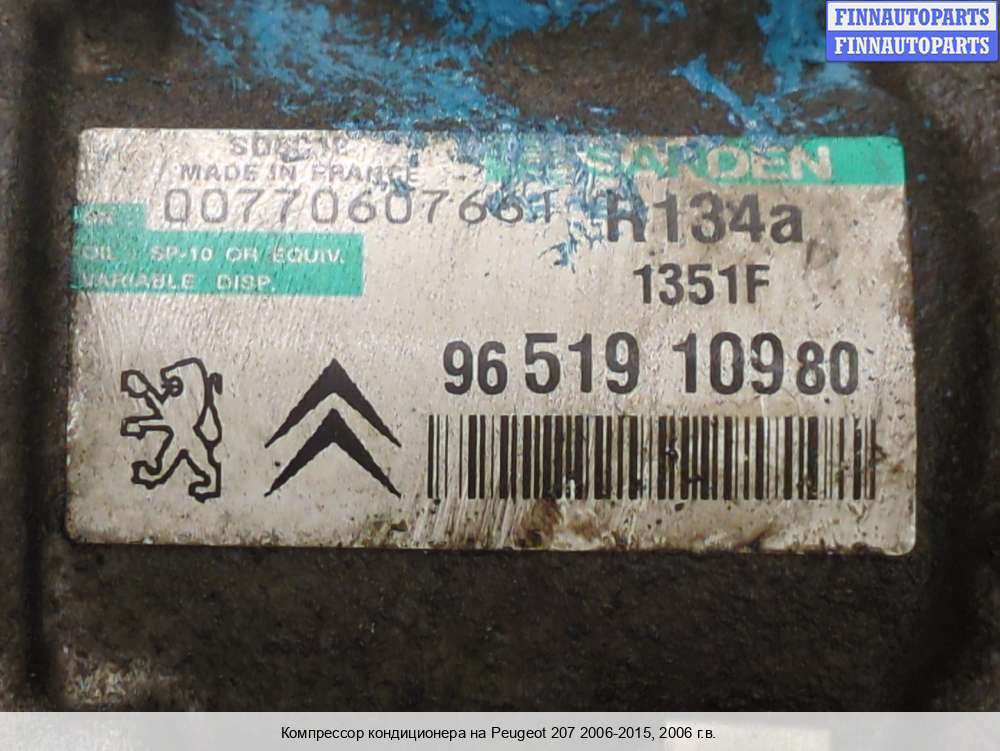 FINNAUTOPARTS
FINNAUTOPARTS
MADE IN FRANCE
SANDEN
R134a
OIL SP-10 OR EQUIV.
VARIABLE DISP.
1351F
96 519 109 80
Компрессор кондиционера на Peugeot 207 2006-2015, 2006 г.в.